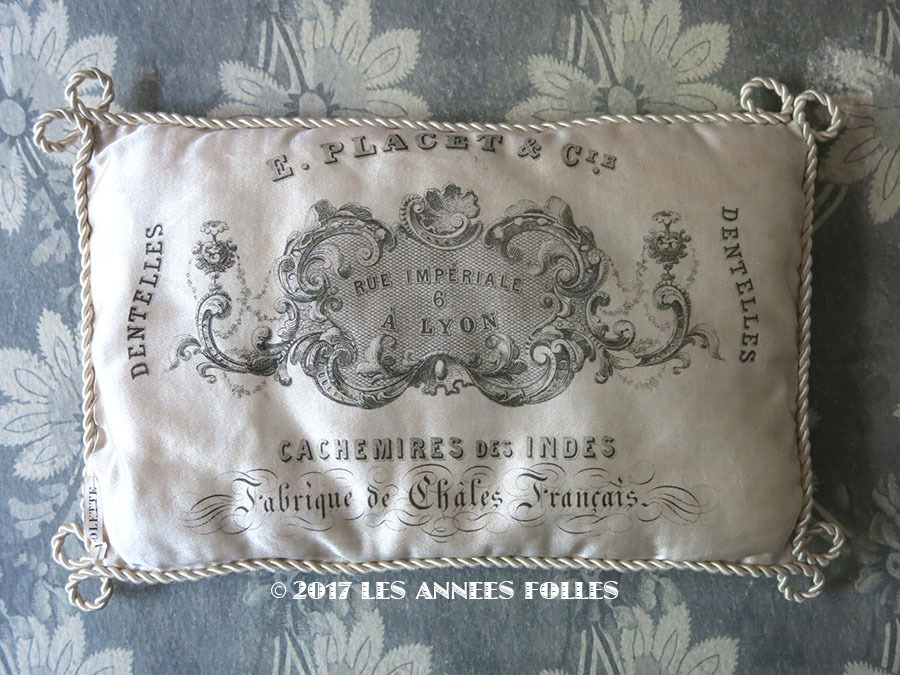 E. PLACET & CIE.
DENTELLES
DENTELLES
RUE IMPÉRIALE
6
A LYON
CACHEMIRES DES INDES
Fabrique de Châles Français.
OLETTE
© 2017 LES ANNEES FOLLES